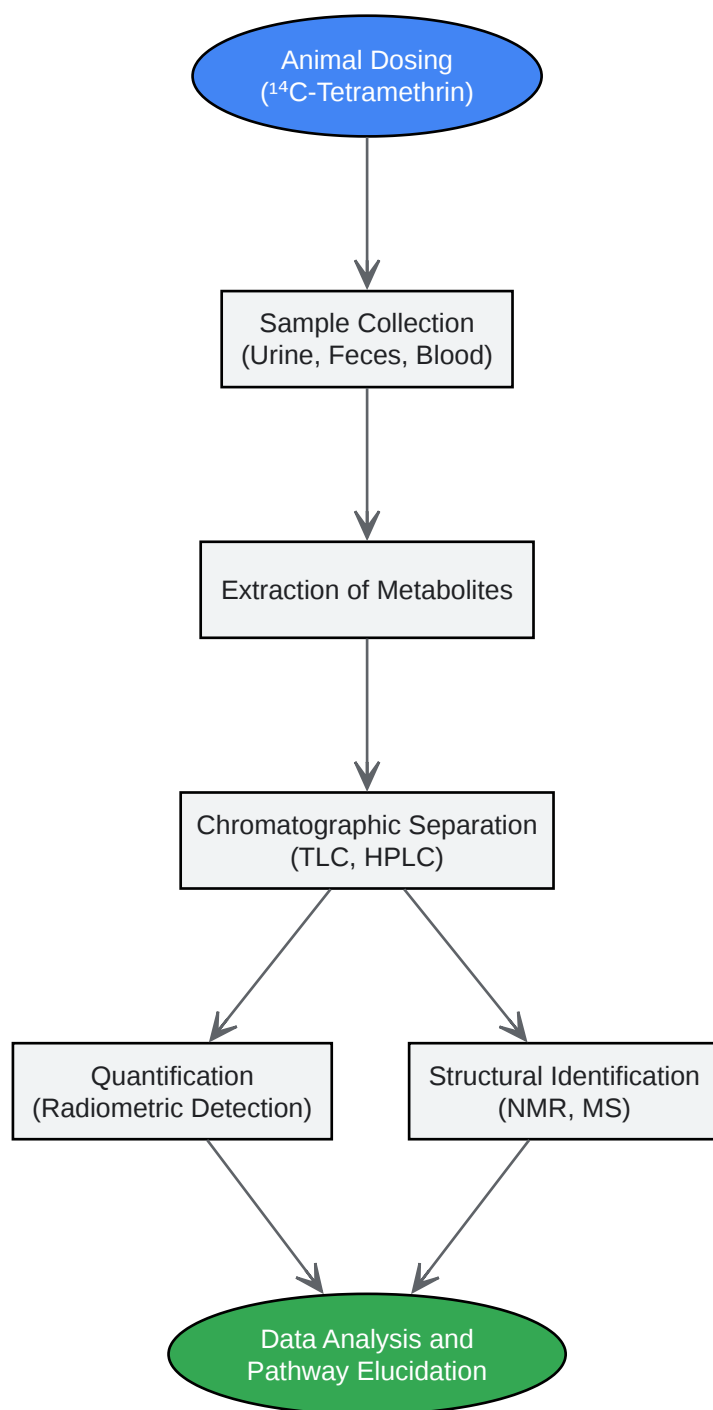 Animal Dosing
(¹⁴C-Tetramethrin)
Sample Collection
(Urine, Feces, Blood)
Extraction of Metabolites
Chromatographic Separation
(TLC, HPLC)
Quantification
(Radiometric Detection)
Structural Identification
(NMR, MS)
Data Analysis and
Pathway Elucidation